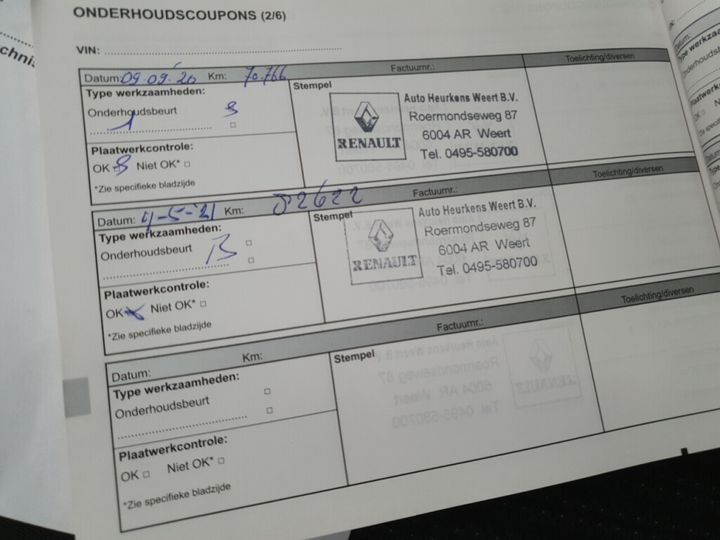 ONDERHOUDSCOUPONS (2/6)
VIN:
Datum: 09.09.'20 Km: 70.766 Factuurnr.: Toelichting/diversen
Type werkzaamheden:
Onderhoudsbeurt
1
Plaatwerkcontrole:
OK Niet OK*
*Zie specifieke bladzijde
Stempel
RENAULT
Auto Heurkens Weert B.V.
Roermondseweg 87
6004 AR Weert
Tel. 0495-580700
Datum: 4-5-'21 Km: 82622 Factuurnr.: Toelichting/diversen
Type werkzaamheden:
Onderhoudsbeurt
B
Plaatwerkcontrole:
OK Niet OK*
*Zie specifieke bladzijde
Stempel
RENAULT
Auto Heurkens Weert B.V.
Roermondseweg 87
6004 AR Weert
Tel. 0495-580700
Datum: Km: Factuurnr.: Toelichting/diversen
Type werkzaamheden:
Onderhoudsbeurt
Plaatwerkcontrole:
OK Niet OK*
*Zie specifieke bladzijde
Stempel